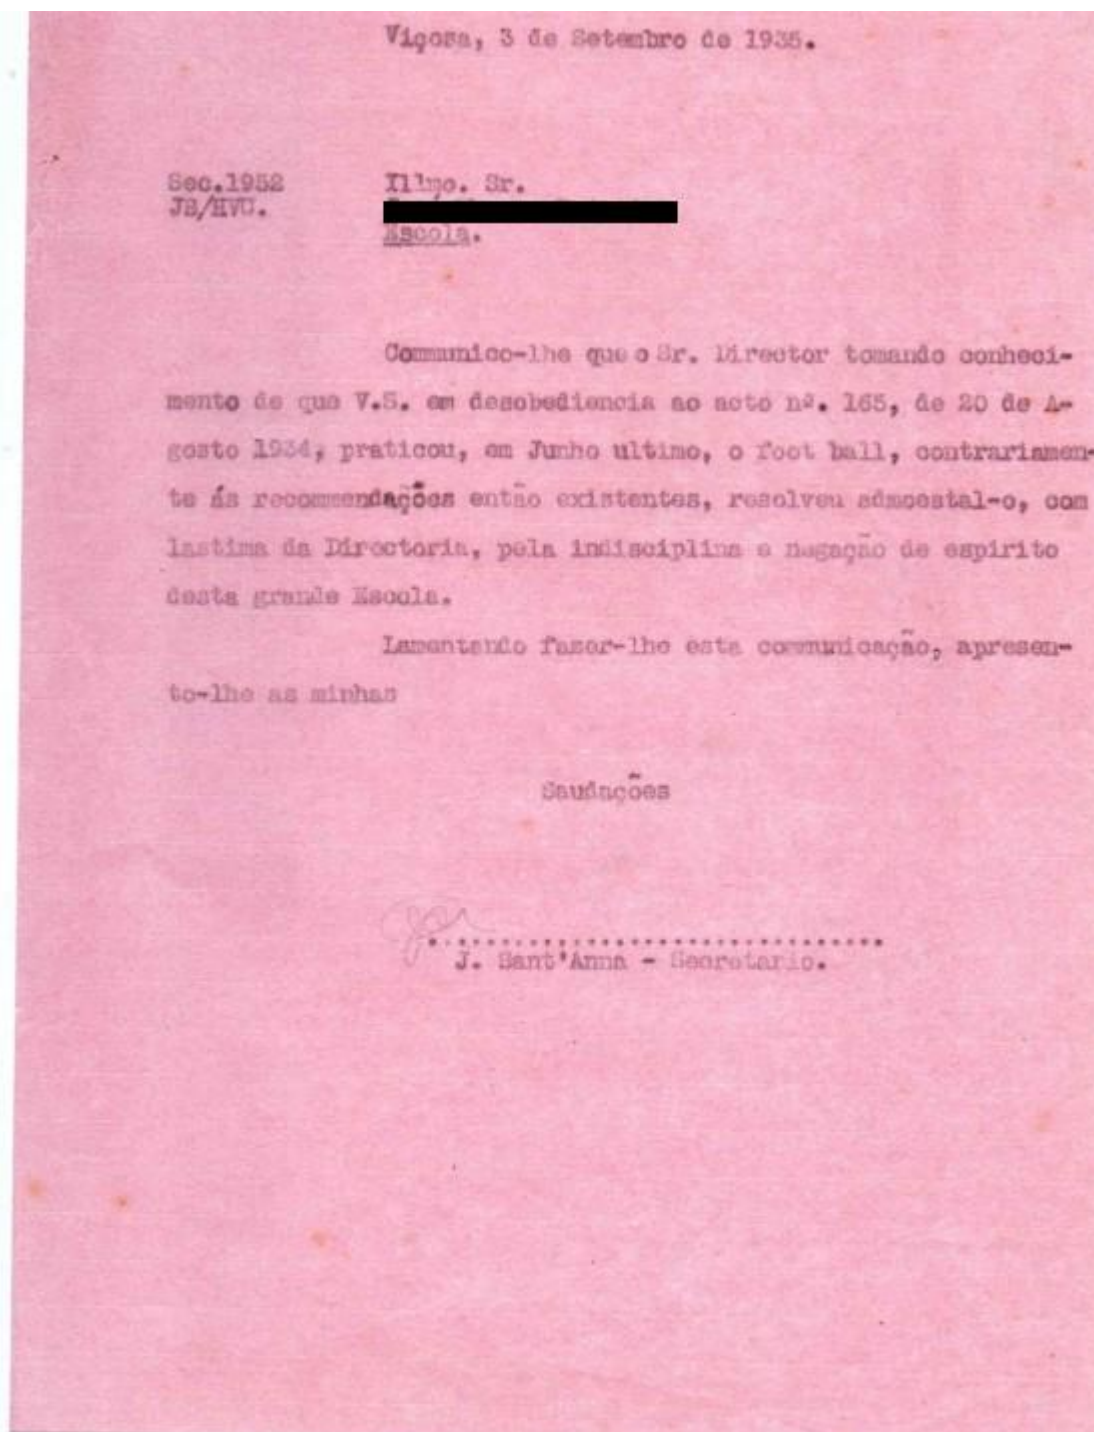 Viçosa, 3 de Setembro de 1935.
Sec.1952
JS/HVU.
Illmo. Sr.
Escola.
Communico-lhe que o Sr. Director tomando conheci-
mento de que V.S. em desobediencia ao acto nº. 165, de 20 de A-
gosto 1934, praticou, em Junho ultimo, o foot ball, contrariamen-
te ás recommendações então existentes, resolveu admoestal-o, com
lastima da Directoria, pela indisciplina e negação de espirito
desta grande Escola.
Lamentando fazer-lhe esta communicação, apresen-
to-lhe as minhas
Saudações
J. Sant'Anna - Secretario.